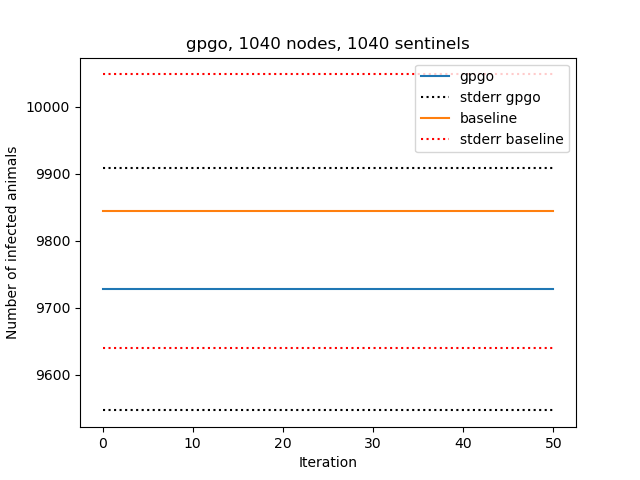 gpgo, 1040 nodes, 1040 sentinels
gpgo
stderr gpgo
baseline
stderr baseline
Number of infected animals
10000
9900
9800
9700
9600
0 10 20 30 40 50
Iteration